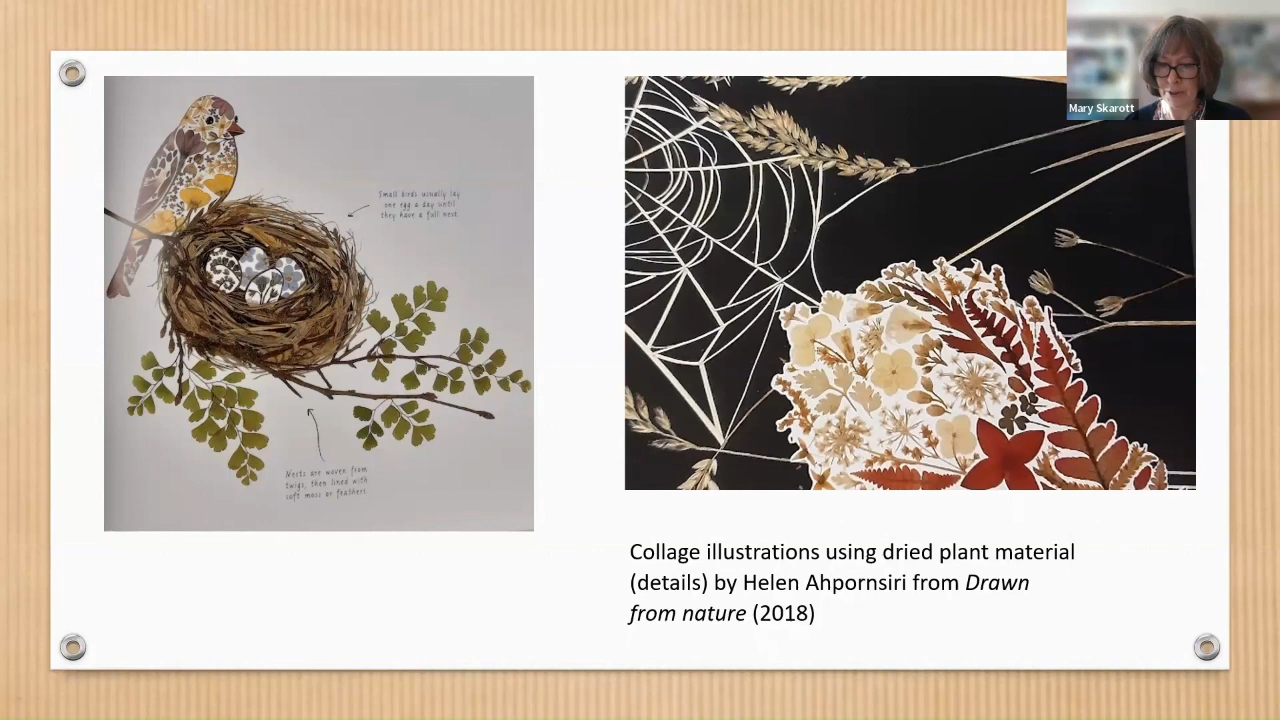 Mary Skarott
Small birds usually lay
one egg a day until
they have a full nest.
Nests are woven from
twigs, then lined with
soft moss or feathers.
Collage illustrations using dried plant material
(details) by Helen Ahpornsiri from Drawn
from nature (2018)